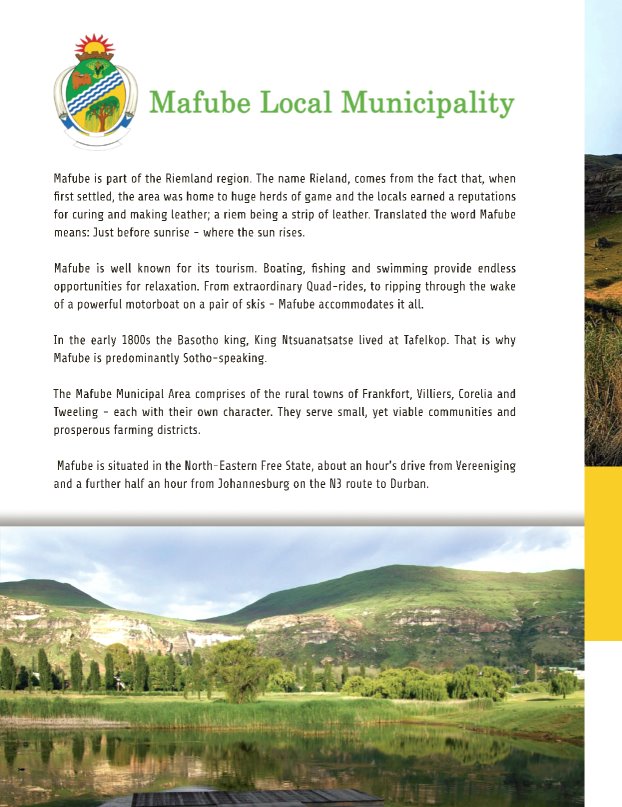 Mafube Local Municipality
Mafube is part of the Riemland region. The name Rieland, comes from the fact that, when
first settled, the area was home to huge herds of game and the locals earned a reputations
for curing and making leather; a riem being a strip of leather. Translated the word Mafube
means: Just before sunrise - where the sun rises.
Mafube is well known for its tourism. Boating, fishing and swimming provide endless
opportunities for relaxation. From extraordinary Quad-rides, to ripping through the wake
of a powerful motorboat on a pair of skis - Mafube accommodates it all.
In the early 1800s the Basotho king, King Ntsuanatsatse lived at Tafelkop. That is why
Mafube is predominantly Sotho-speaking.
The Mafube Municipal Area comprises of the rural towns of Frankfort, Villiers, Corelia and
Tweeling - each with their own character. They serve small, yet viable communities and
prosperous farming districts.
Mafube is situated in the North-Eastern Free State, about an hour's drive from Vereeniging
and a further half an hour from Johannesburg on the N3 route to Durban.